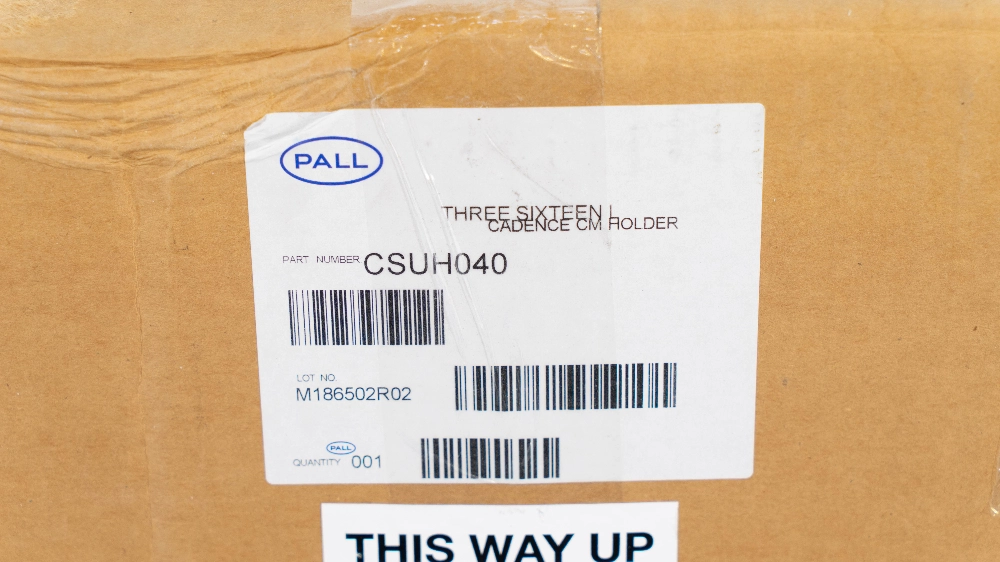 PALL
THREE SIXTEEN L
CADENCE CM HOLDER
PART NUMBER CSUH040
LOT NO.
M186502R02
PALL
QUANTITY 001
THIS WAY UP